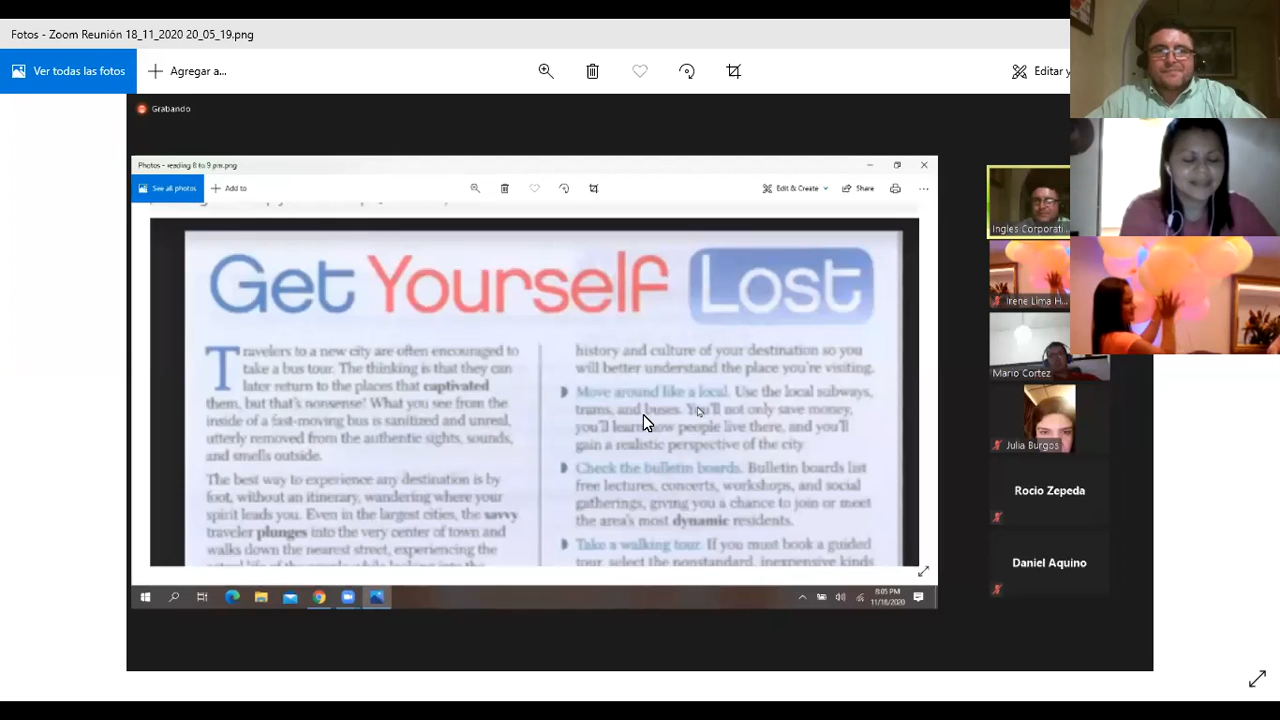 Fotos - Zoom Reunión 18_11_2020 20_05_19.png
Ver todas las fotos
Agregar a...
Editar y
Grabando
Photos - reading 8 to 9 pm.png
See all photos
Add to
Edit & Create
Share
Get Yourself Lost
Travelers to a new city are often encouraged to
take a bus tour. The thinking is that they can
later return to the places that captivated
them, but that's nonsense! What you see from the
inside of a fast-moving bus is sanitized and unreal,
utterly removed from the authentic sights, sounds,
and smells outside.
The best way to experience any destination is by
foot, without an itinerary, wandering where your
spirit leads you. Even in the largest cities, the savvy
traveler plunges into the very center of town and
walks down the nearest street, experiencing the
history and culture of your destination so you
will better understand the place you're visiting.
Move around like a local. Use the local subways,
trams, and buses. You'll not only save money,
you'll learn how people live there, and you'll
gain a realistic perspective of the city
Check the bulletin boards. Bulletin boards list
free lectures, concerts, workshops, and social
gatherings, giving you a chance to join or meet
the area's most dynamic residents.
Take a walking tour. If you must book a guided
tour, select the nonstandard, inexpensive kinds
Ingles Corporati...
Irene Lima H...
Mario Cortez
Julia Burgos
Rocio Zepeda
Daniel Aquino
8:05 PM
11/18/2020